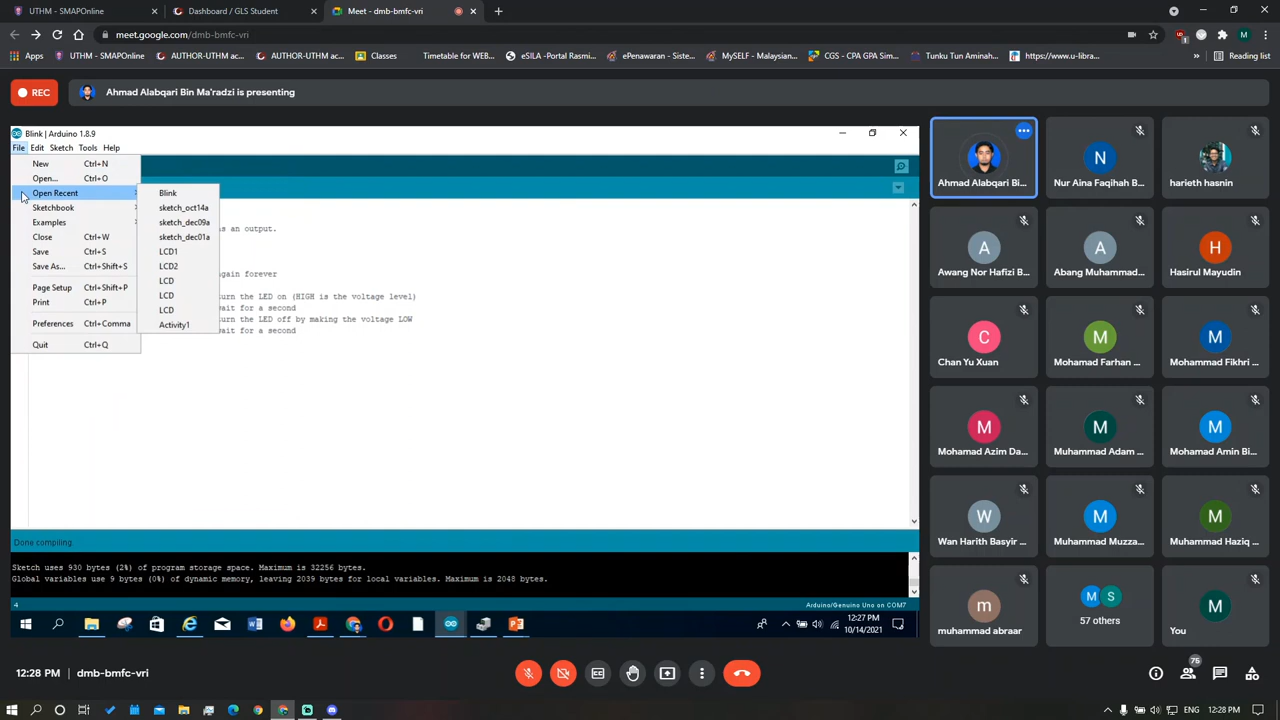 UTHM - SMAPOnline
Dashboard / GLS Student
Meet - dmb-bmfc-vri
meet.google.com/dmb-bmfc-vri
Apps
UTHM - SMAPOnline
AUTHOR-UTHM ac...
AUTHOR-UTHM ac...
Classes
Timetable for WEB...
eSILA -Portal Rasmi...
ePenawaran - Siste...
MySELF - Malaysian...
CGS - CPA GPA Sim...
Tunku Tun Aminah...
https://www.u-libra...
Reading list
REC
Ahmad Alabqari Bin Ma'radzi is presenting
Blink | Arduino 1.8.9
File Edit Sketch Tools Help
New Ctrl+N
Open... Ctrl+O
Open Recent
Sketchbook
Examples
Close Ctrl+W
Save Ctrl+S
Save As... Ctrl+Shift+S
Page Setup Ctrl+Shift+P
Print Ctrl+P
Preferences Ctrl+Comma
Quit Ctrl+Q
Blink
sketch_oct14a
sketch_dec09a
sketch_dec01a
LCD1
LCD2
LCD
LCD
LCD
Activity1
s an output.
gain forever
urn the LED on (HIGH is the voltage level)
ait for a second
urn the LED off by making the voltage LOW
ait for a second
Done compiling.
Sketch uses 930 bytes (2%) of program storage space. Maximum is 32256 bytes.
Global variables use 9 bytes (0%) of dynamic memory, leaving 2039 bytes for local variables. Maximum is 2048 bytes.
4
Arduino/Genuino Uno on COM7
12:27 PM
10/14/2021
Ahmad Alabqari Bi...
N
Nur Aina Faqihah B...
harieth hasnin
A
Awang Nor Hafizi B...
A
Abang Muhammad...
H
Hasirul Mayudin
C
Chan Yu Xuan
M
Mohamad Farhan ...
M
Mohammad Fikhri ...
M
Mohamad Azim Da...
M
Muhammad Adam ...
M
Mohamad Amin Bi...
W
Wan Harith Basyir ...
M
Muhammad Muzza...
M
Muhammad Haziq ...
m
muhammad abraar
M S
57 others
M
You
12:28 PM dmb-bmfc-vri
75
ENG 12:28 PM